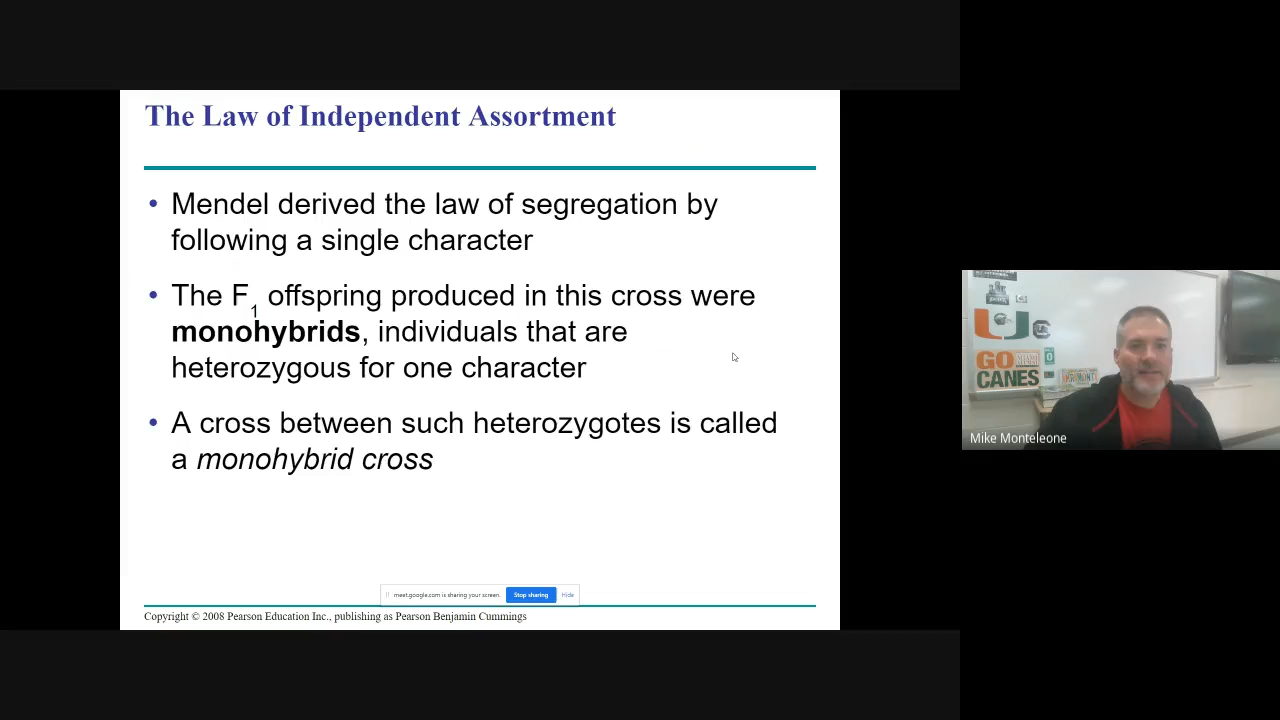 The Law of Independent Assortment
• Mendel derived the law of segregation by
following a single character
• The F1 offspring produced in this cross were
monohybrids, individuals that are
heterozygous for one character
• A cross between such heterozygotes is called
a monohybrid cross
meet.google.com is sharing your screen. Stop sharing Hide
Copyright © 2008 Pearson Education Inc., publishing as Pearson Benjamin Cummings
U
GO
CANES
Mike Monteleone